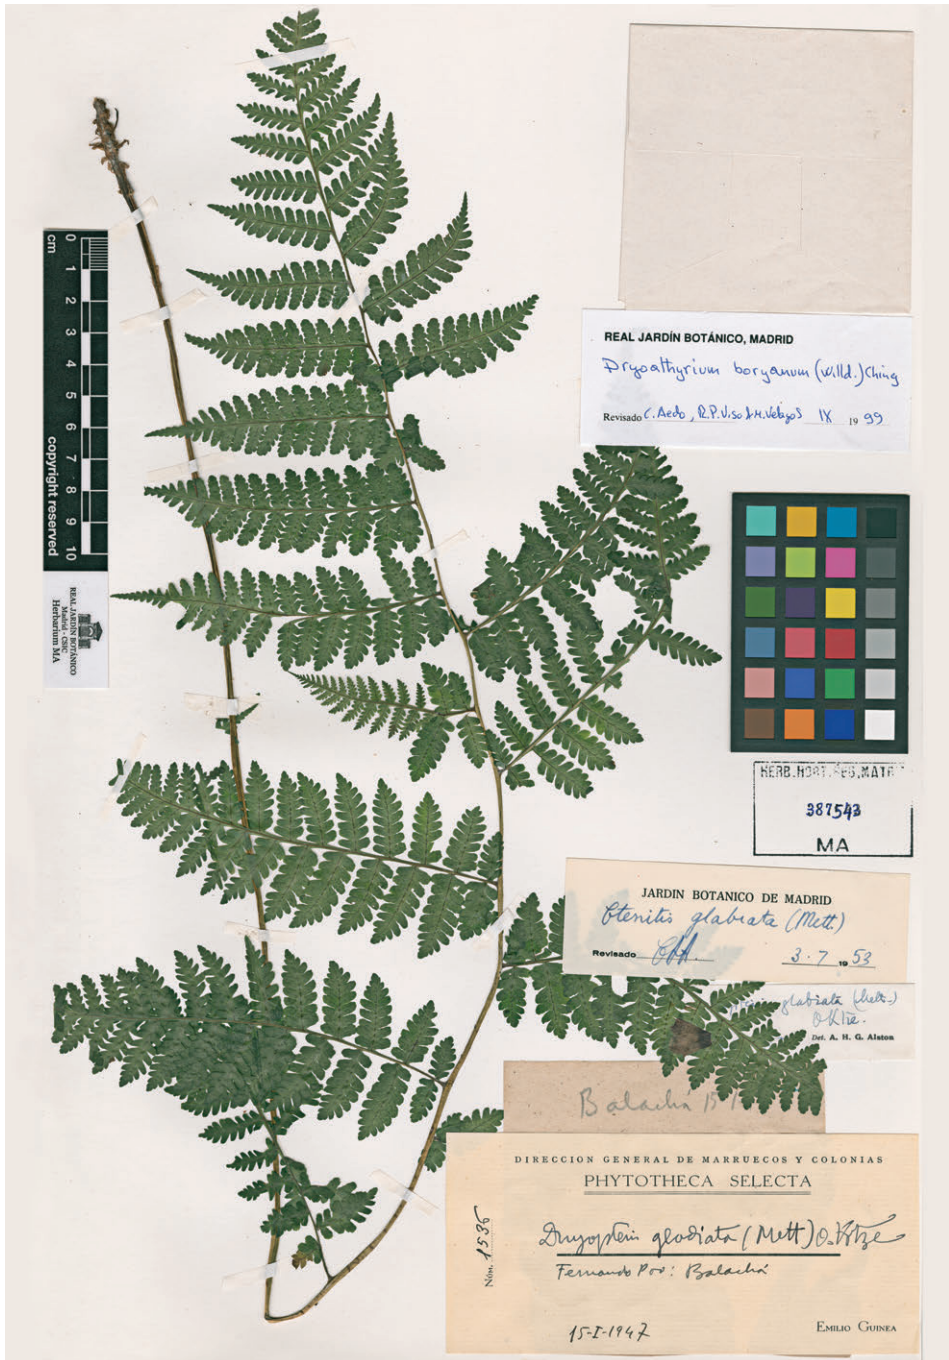 REAL JARDÍN BOTÁNICO, MADRID
Dryoathyrium boryanum (Willd.) Ching
Revisado C. Aedo, R.P. Viso & M. Velayos IX 1999
cm
0 1 2 3 4 5 6 7 8 9 10
copyright reserved
REAL JARDÍN BOTÁNICO
Madrid - CSIC
Herbarium MA
HERB. HORT. REG. MATR
387543
MA
JARDIN BOTANICO DE MADRID
Ctenitis glabrata (Mett.)
Revisado 3·7 1953
glabrata (Mett.)
O Ktze.
Det. A. H. G. Alston
Balachá 15
DIRECCION GENERAL DE MARRUECOS Y COLONIAS
PHYTOTHECA SELECTA
Núm. 1535
Dryopteris glabrata (Mett) O. Ktze
Fernando Poo: Balachá
15-I-1947
EMILIO GUINEA